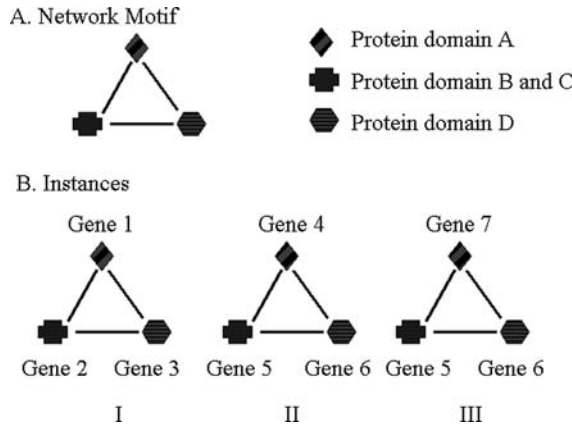 A. Network Motif
Protein domain A
Protein domain B and C
Protein domain D
B. Instances
Gene 1 Gene 4 Gene 7
Gene 2 Gene 3 Gene 5 Gene 6 Gene 5 Gene 6
I II III